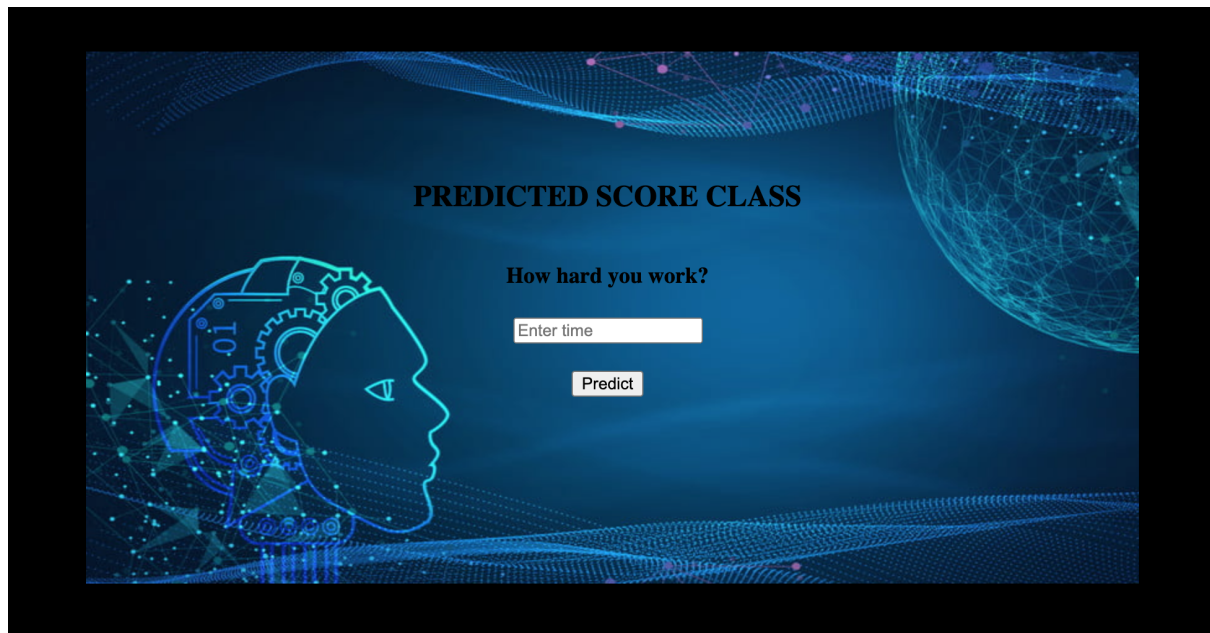 PREDICTED SCORE CLASS
How hard you work?
01
Enter time
Predict